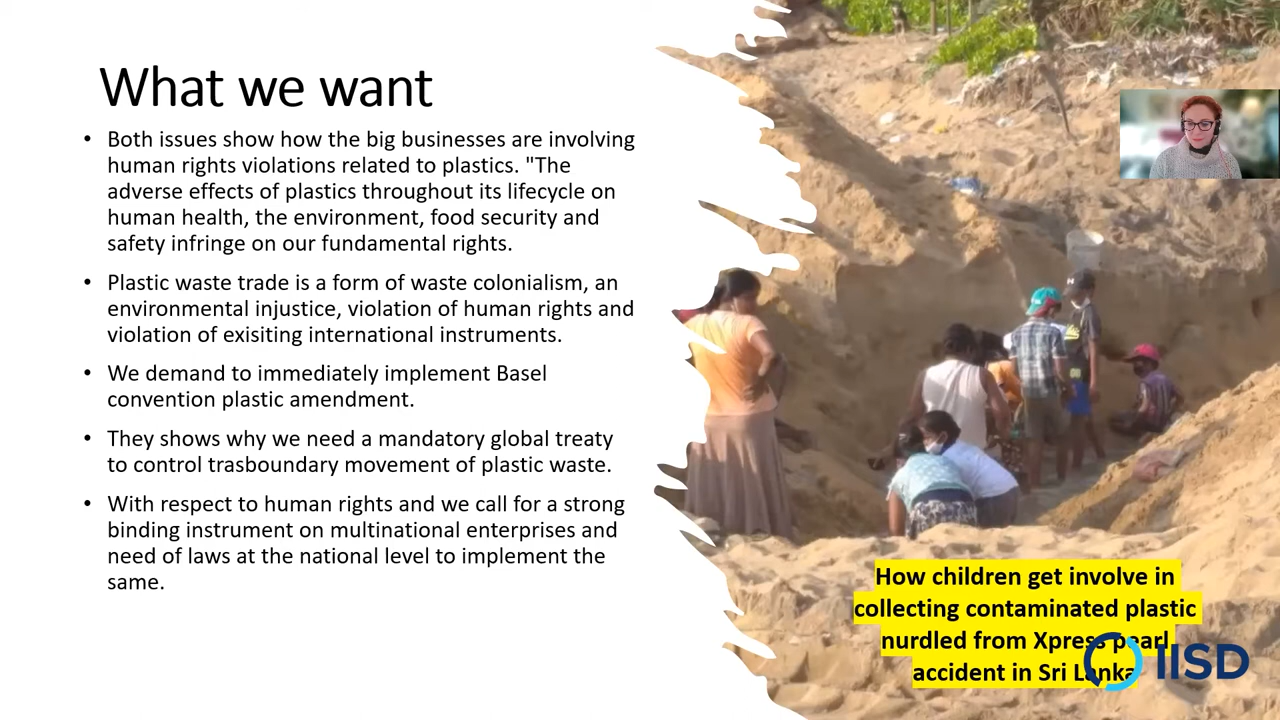 What we want
• Both issues show how the big businesses are involving
human rights violations related to plastics. "The
adverse effects of plastics throughout its lifecycle on
human health, the environment, food security and
safety infringe on our fundamental rights.
• Plastic waste trade is a form of waste colonialism, an
environmental injustice, violation of human rights and
violation of exisiting international instruments.
• We demand to immediately implement Basel
convention plastic amendment.
• They shows why we need a mandatory global treaty
to control trasboundary movement of plastic waste.
• With respect to human rights and we call for a strong
binding instrument on multinational enterprises and
need of laws at the national level to implement the
same.
How children get involve in
collecting contaminated plastic
nurdled from Xpress pearl
accident in Sri Lanka
IISD